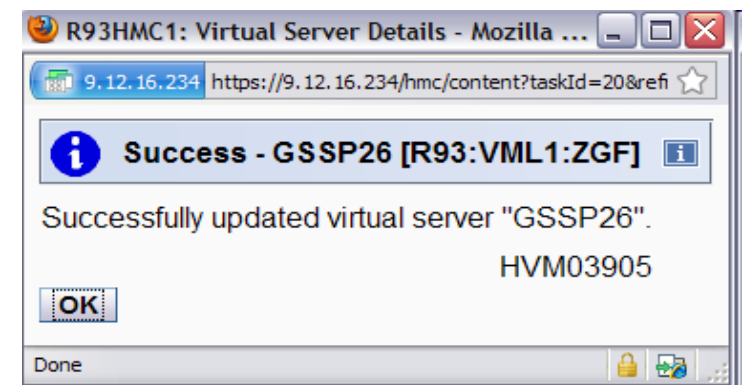 R93HMC1: Virtual Server Details - Mozilla ...
9.12.16.234 https://9.12.16.234/hmc/content?taskId=20&refi
Success - GSSP26 [R93:VML1:ZGF]
Successfully updated virtual server "GSSP26".
HVM03905
OK
Done